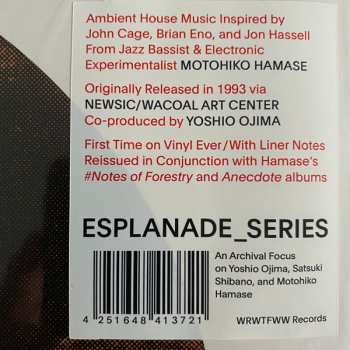 Ambient House Music Inspired by
John Cage, Brian Eno, and Jon Hassell
From Jazz Bassist & Electronic
Experimentalist MOTOHIKO HAMASE
Originally Released in 1993 via
NEWSIC/WACOAL ART CENTER
Co-produced by YOSHIO OJIMA
First Time on Vinyl Ever/With Liner Notes
Reissued in Conjunction with Hamase's
#Notes of Forestry and Anecdote albums
ESPLANADE_SERIES
An Archival Focus
on Yoshio Ojima, Satsuki
Shibano, and Motohiko
Hamase
4 251648 413721
WRWTFWW Records